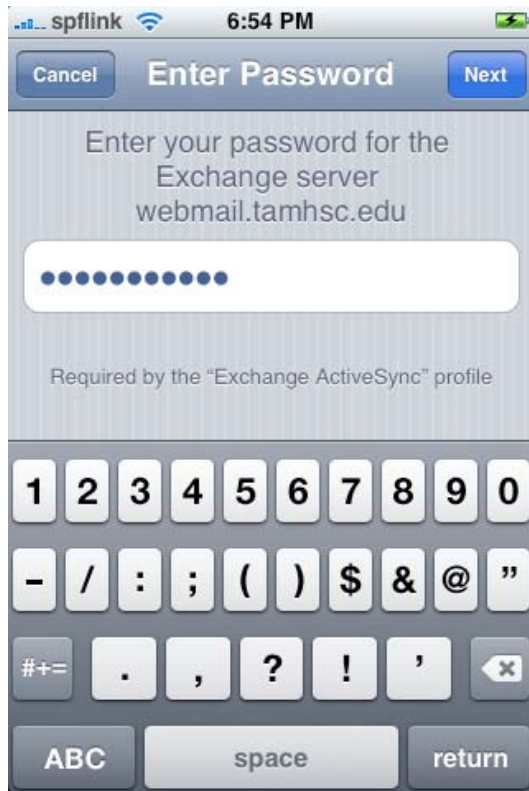 spflink 6:54 PM
Cancel Enter Password Next
Enter your password for the
Exchange server
webmail.tamhsc.edu
●●●●●●●●●●●
Required by the “Exchange ActiveSync” profile
1 2 3 4 5 6 7 8 9 0
- / : ; ( ) $ & @ ”
#+= . , ? ! ’
ABC space return